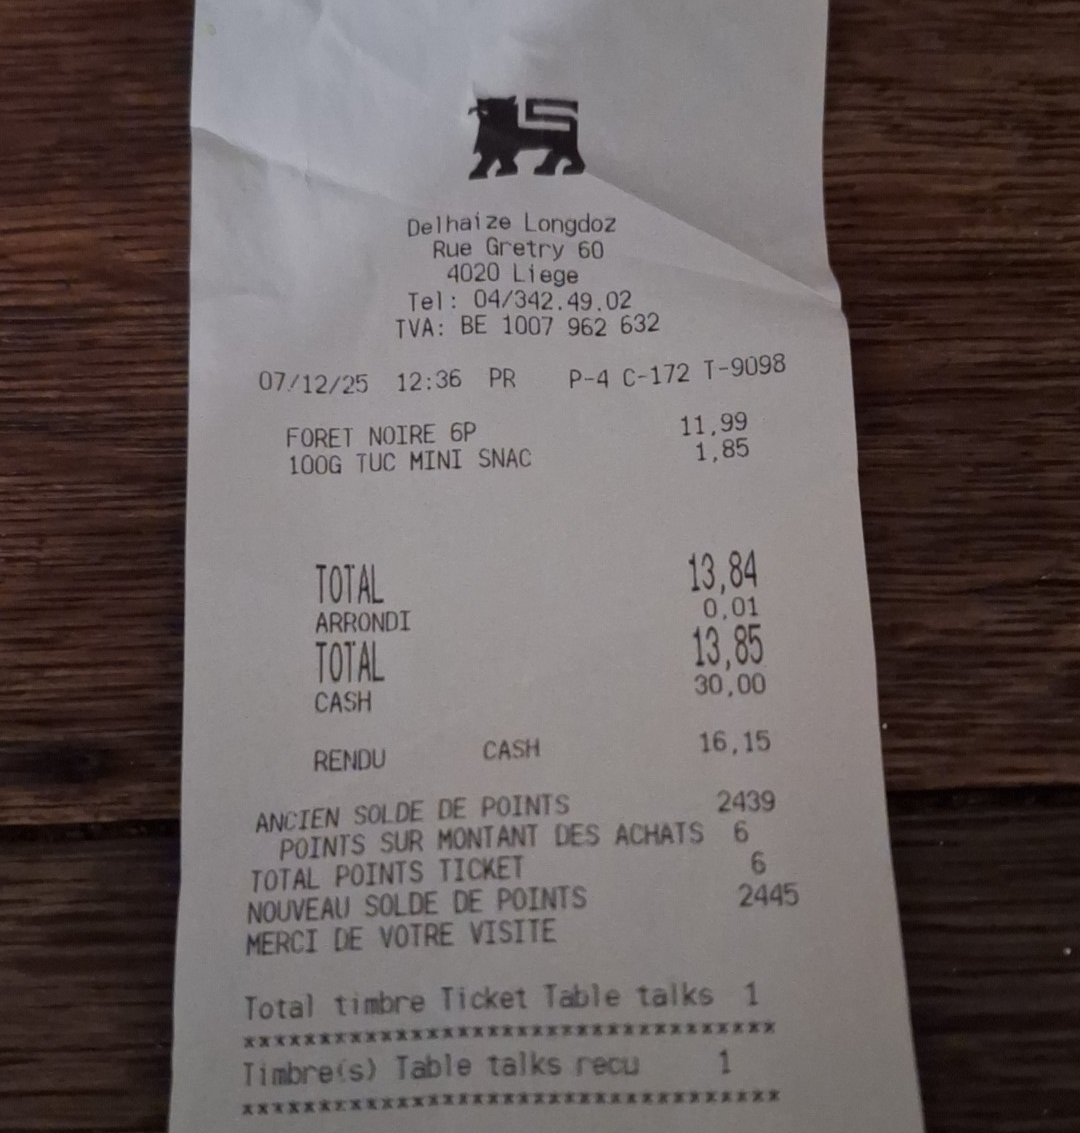 Delhaize Longdoz
Rue Gretry 60
4020 Liege
Tel: 04/342.49.02
TVA: BE 1007 962 632
07/12/25 12:36 PR P-4 C-172 T-9098
FORET NOIRE 6P 11,99
100G TUC MINI SNAC 1,85
TOTAL 13,84
ARRONDI 0,01
TOTAL 13,85
CASH 30,00
RENDU CASH 16,15
ANCIEN SOLDE DE POINTS 2439
POINTS SUR MONTANT DES ACHATS 6
TOTAL POINTS TICKET 6
NOUVEAU SOLDE DE POINTS 2445
MERCI DE VOTRE VISITE
Total timbre Ticket Table talks 1
***********************************
Timbre(s) Table talks recu 1
***********************************